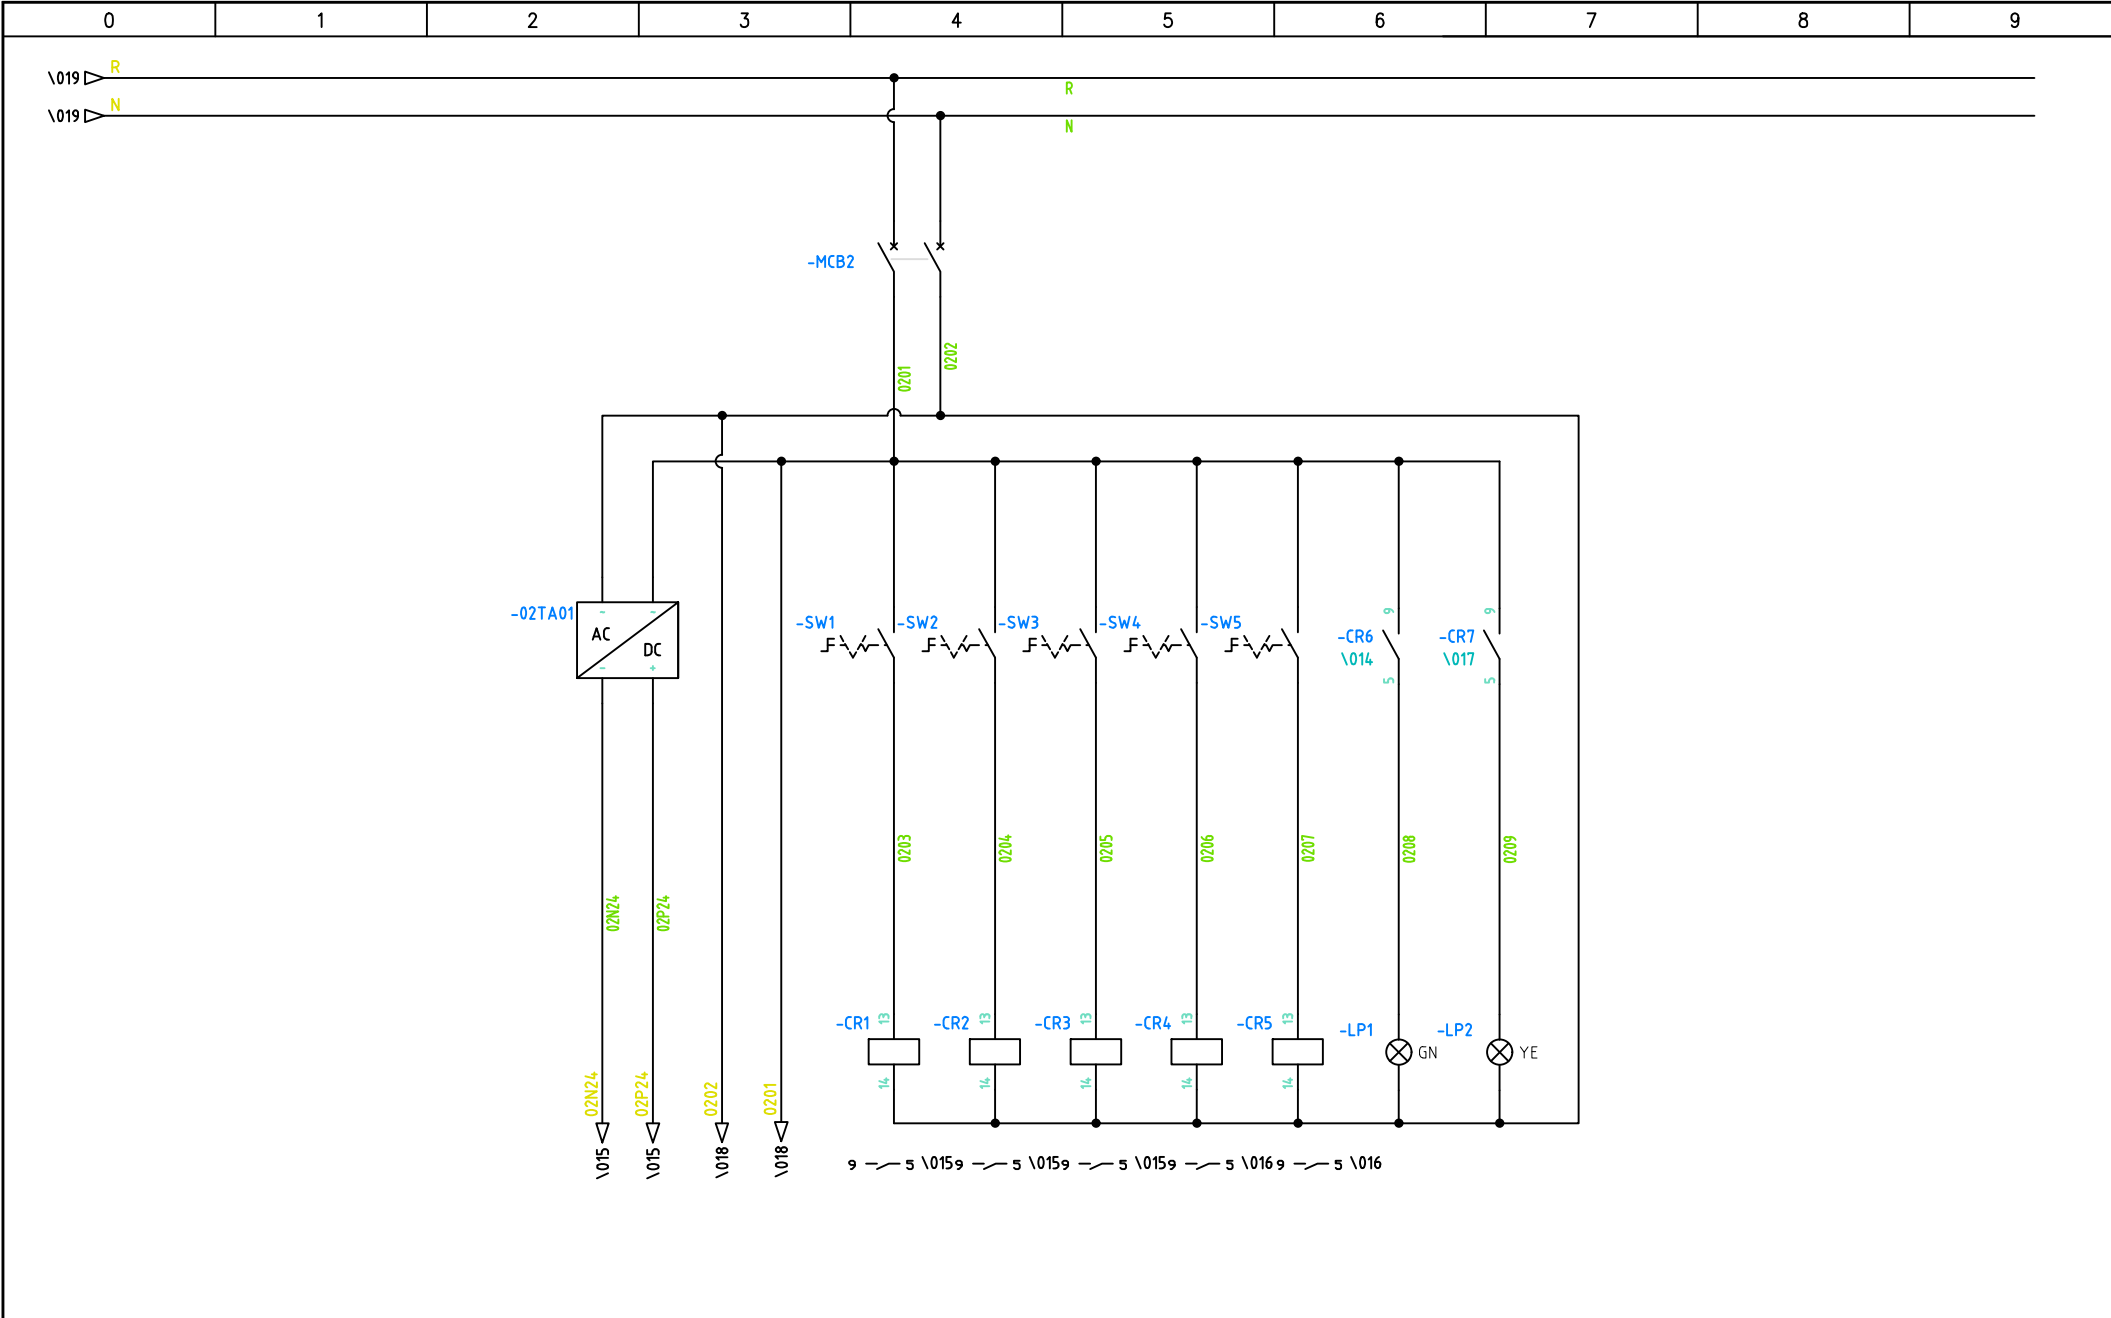 0 1 2 3 4 5 6 7 8 9
\019 R
R
\019 N
N
-MCB2
0201
0202
-02TA01
~ ~
AC
DC
- +
-SW1 -SW2 -SW3 -SW4 -SW5
9 9
-CR6 -CR7
\014 \017
5 5
0203 0204 0205 0206 0207 0208 0209
02N24 02P24
-CR1 13 -CR2 13 -CR3 13 -CR4 13 -CR5 13 -LP1 -LP2
GN YE
14 14 14 14 14
02N24 02P24 0202 0201
\015 \015 \018 \018
9 5 \015 9 5 \015 9 5 \015 9 5 \016 9 5 \016